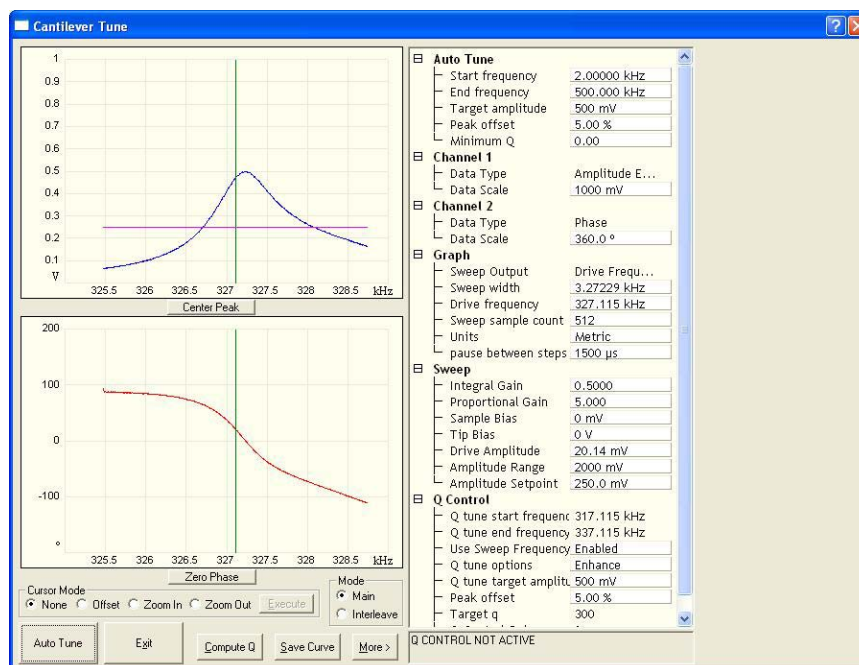 Cantilever Tune
1
0.9
0.8
0.7
0.6
0.5
0.4
0.3
0.2
0.1
V
325.5 326 326.5 327 327.5 328 328.5 kHz
Center Peak
200
100
0
-100
°
325.5 326 326.5 327 327.5 328 328.5 kHz
Zero Phase
Cursor Mode
None Offset Zoom In Zoom Out Execute
Mode
Main
Interleave
Auto Tune Exit Compute Q Save Curve More >
Auto Tune
Start frequency 2.00000 kHz
End frequency 500.000 kHz
Target amplitude 500 mV
Peak offset 5.00 %
Minimum Q 0.00
Channel 1
Data Type Amplitude E...
Data Scale 1000 mV
Channel 2
Data Type Phase
Data Scale 360.0 º
Graph
Sweep Output Drive Frequ...
Sweep width 3.27229 kHz
Drive frequency 327.115 kHz
Sweep sample count 512
Units Metric
pause between steps 1500 µs
Sweep
Integral Gain 0.5000
Proportional Gain 5.000
Sample Bias 0 mV
Tip Bias 0 V
Drive Amplitude 20.14 mV
Amplitude Range 2000 mV
Amplitude Setpoint 250.0 mV
Q Control
Q tune start frequenc 317.115 kHz
Q tune end frequency 337.115 kHz
Use Sweep Frequency Enabled
Q tune options Enhance
Q tune target amplitu 500 mV
Peak offset 5.00 %
Target q 300
Q CONTROL NOT ACTIVE